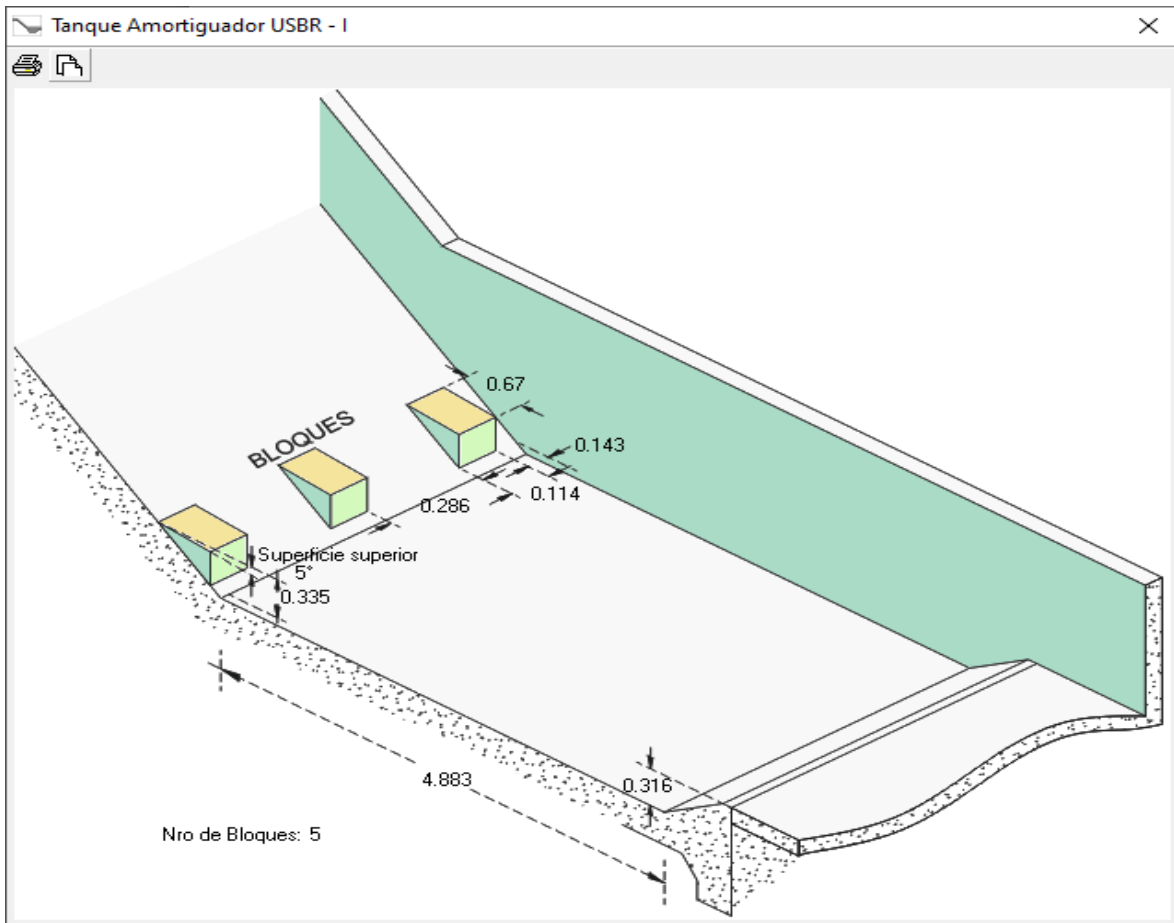 Tanque Amortiguador USBR - I
0.67
BLOQUES
0.143
0.114
0.286
Superficie superior
5°
0.335
4.883
0.316
Nro de Bloques: 5